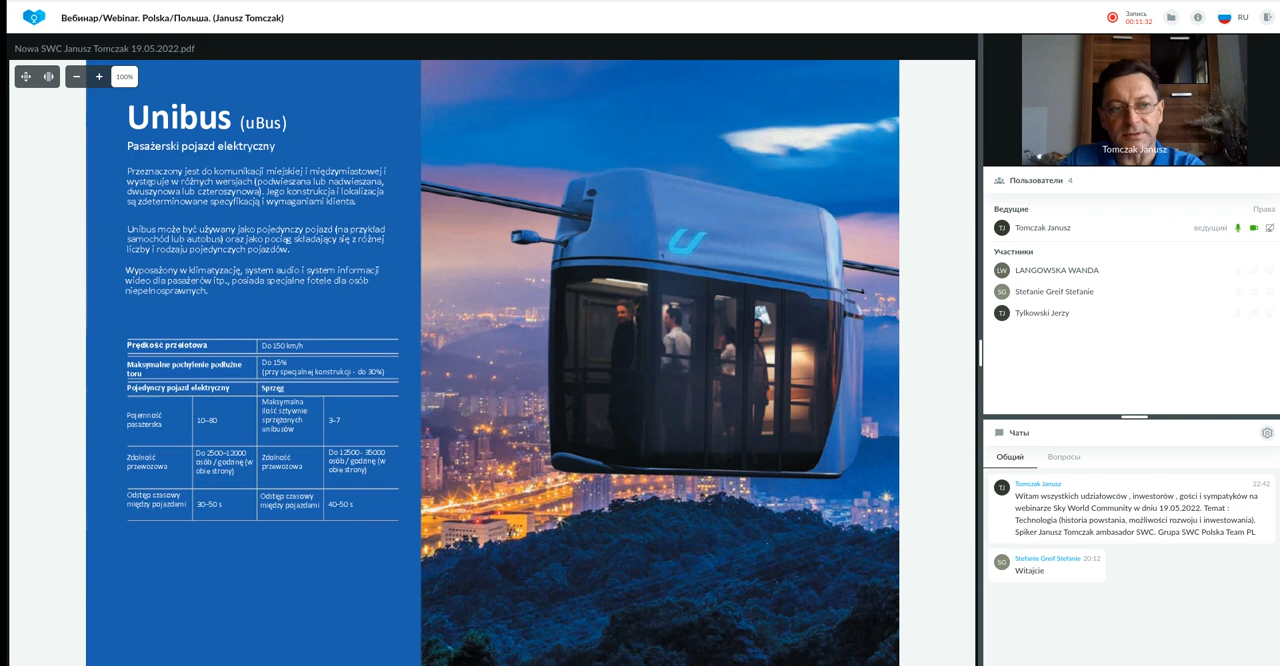 Вебинар/Webinar. Polska/Польша. (Janusz Tomczak)
Запись
00:11:32
RU
Nowa SWC Janusz Tomczak 19.05.2022.pdf
100%
Unibus (uBus)
Pasażerski pojazd elektryczny
Przeznaczony jest do komunikacji miejskiej i międzymiastowej i
występuje w różnych wersjach (podwieszana lub nadwieszana,
dwuszynowa lub czteroszynowa). Jego konstrukcja i lokalizacja
są zdeterminowane specyfikacją i wymaganiami klienta.
Unibus może być używany jako pojedynczy pojazd (na przykład
samochód lub autobus) oraz jako pociąg składający się z różnej
liczby i rodzaju pojedynczych pojazdów.
Wyposażony w klimatyzację, system audio i system informacji
wideo dla pasażerów itp., posiada specjalne fotele dla osób
niepełnosprawnych.
Prędkość przelotowa
Do 150 km/h
Maksymalne pochylenie podłużne
toru
Do 15%
(przy specjalnej konstrukcji - do 30%)
Pojedynczy pojazd elektryczny
Sprzęg
Pojemność
pasażerska
10–80
Maksymalna
ilość sztywnie
sprzężonych
unibusów
3–7
Zdolność
przewozowa
Do 2500–12000
osób / godzinę (w
obie strony)
Zdolność
przewozowa
Do 12500– 35000
osób / godzinę (w
obie strony)
Odstęp czasowy
między pojazdami
30–50 s
Odstęp czasowy
między pojazdami
40-50 s
Tomczak Janusz
Пользователи 4
Ведущие
Права
TJ
Tomczak Janusz
ведущий
Участники
LW
LANGOWSKA WANDA
SG
Stefanie Greif Stefanie
TJ
Tylkowski Jerzy
Чаты
Общий
Вопросы
TJ
Tomczak Janusz
22:42
Witam wszystkich udziałowców , inwestorów , gości i sympatyków na
webinarze Sky World Community w dniu 19.05.2022. Temat :
Technologia (historia powstania, możliwości rozwoju i inwestowania).
Spiker Janusz Tomczak ambasador SWC. Grupa SWC Polska Team PL
SG
Stefanie Greif Stefanie 20:12
Witajcie